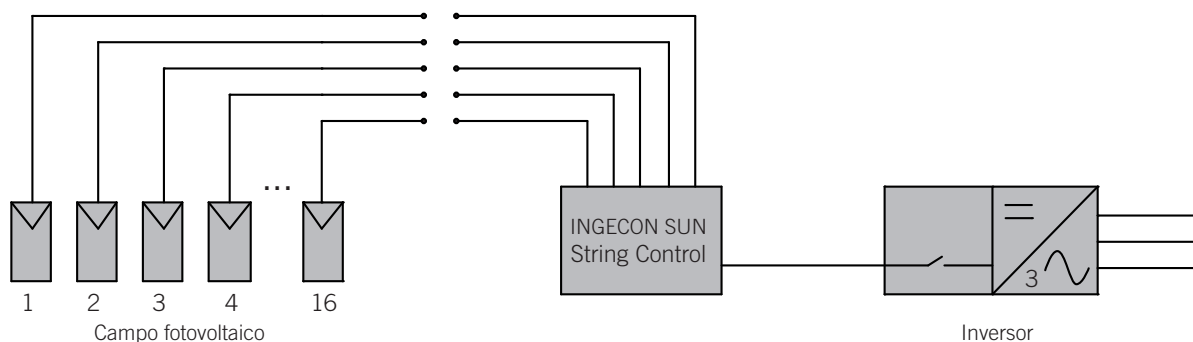 ...
INGECON SUN
String Control
3
1 2 3 4 16
Campo fotovoltaico
Inversor